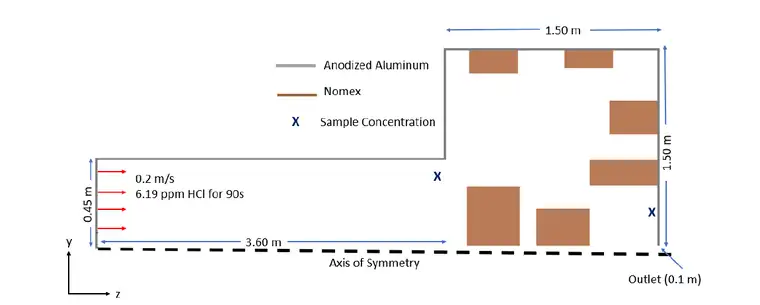 1.50 m
Anodized Aluminum
Nomex
X Sample Concentration
X
0.2 m/s
6.19 ppm HCl for 90s
0.45 m
1.50 m
X
y
3.60 m
Axis of Symmetry
Outlet (0.1 m)
z